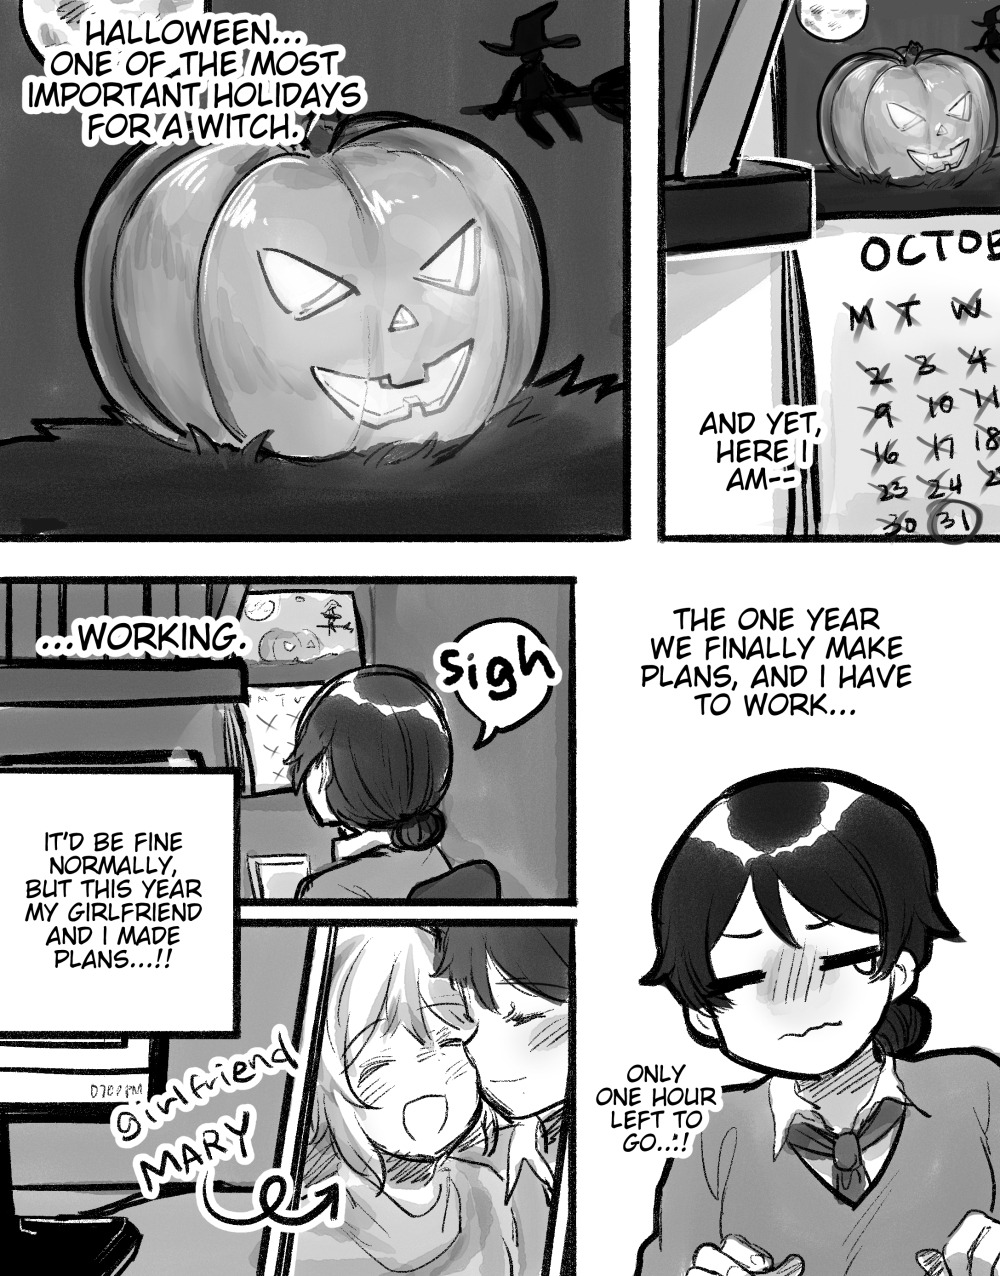 HALLOWEEN...
ONE OF THE MOST
IMPORTANT HOLIDAYS
FOR A WITCH.
OCTOBE
M T W
2 3 4
9 10 11
16 17 18
23 24
30 31
AND YET,
HERE I
AM--
...WORKING.
sigh
IT'D BE FINE
NORMALLY,
BUT THIS YEAR
MY GIRLFRIEND
AND I MADE
PLANS...!!
THE ONE YEAR
WE FINALLY MAKE
PLANS, AND I HAVE
TO WORK...
girlfriend
MARY
ONLY
ONE HOUR
LEFT TO
GO...!!